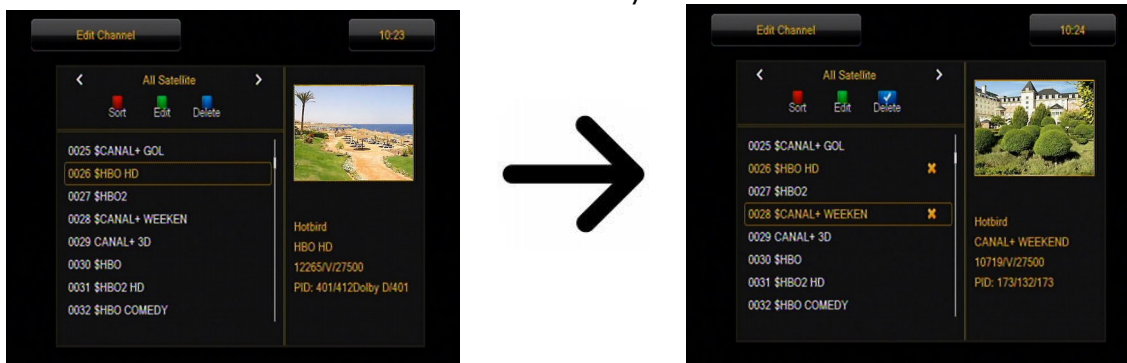 Edit Channel
10:23
All Satellite
Sort Edit Delete
0025 $CANAL+ GOL
0026 $HBO HD
0027 $HBO2
0028 $CANAL+ WEEKEN
0029 CANAL+ 3D
0030 $HBO
0031 $HBO2 HD
0032 $HBO COMEDY
Hotbird
HBO HD
12265/V/27500
PID: 401/412Dolby D/401
Edit Channel
10:24
All Satellite
Sort Edit Delete
0025 $CANAL+ GOL
0026 $HBO HD
0027 $HBO2
0028 $CANAL+ WEEKEN
0029 CANAL+ 3D
0030 $HBO
0031 $HBO2 HD
0032 $HBO COMEDY
Hotbird
CANAL+ WEEKEND
10719/V/27500
PID: 173/132/173